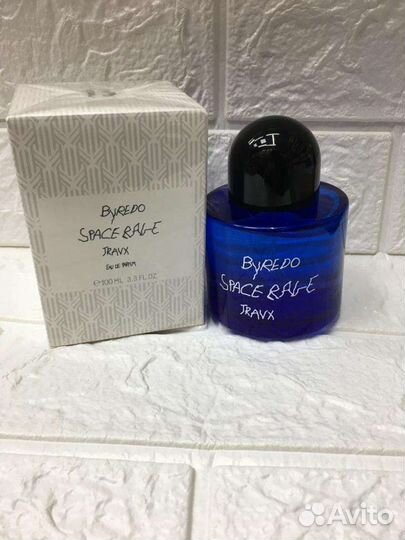 BYREDO
SPACE RAGE
TRAVX
EAU DE PARFUM
℮ 100 ML 3.3 FL.OZ
BYREDO
SPACE RAGE
TRAVX
Avito